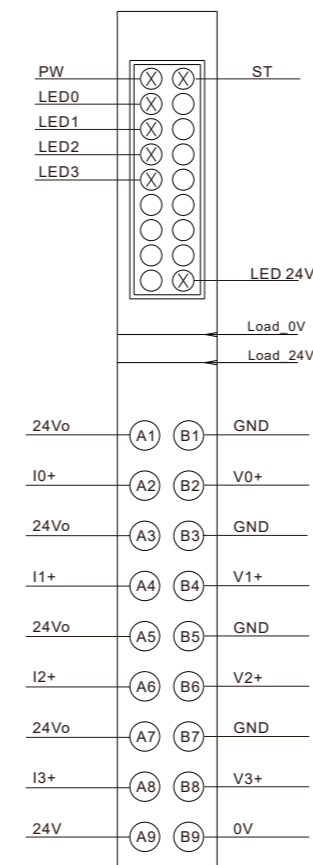 PW ST
LED0
LED1
LED2
LED3
LED 24V
Load_0V
Load_24V
24Vo A1 B1 GND
I0+ A2 B2 V0+
24Vo A3 B3 GND
I1+ A4 B4 V1+
24Vo A5 B5 GND
I2+ A6 B6 V2+
24Vo A7 B7 GND
I3+ A8 B8 V3+
24V A9 B9 0V